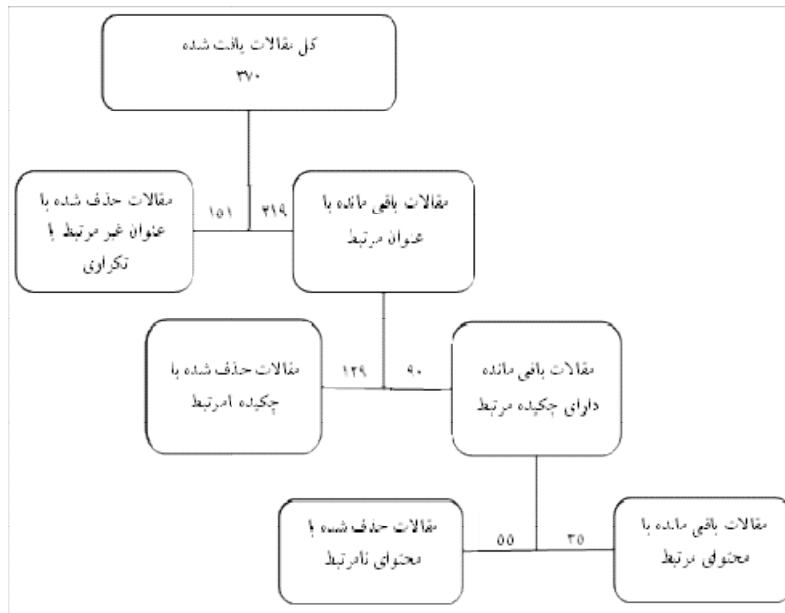 کل مقالات یافت شده
۳۷۰
مقالات باقی مانده با
عنوان مرتبط
۲۱۹
۱۵۱
مقالات حذف شده با
عنوان غیر مرتبط یا
تکراری
مقالات باقی مانده
دارای چکیده مرتبط
۹۰
۱۲۹
مقالات حذف شده با
چکیده نامرتبط
مقالات باقی مانده با
محتوای مرتبط
۳۵
۵۵
مقالات حذف شده با
محتوای نامرتبط